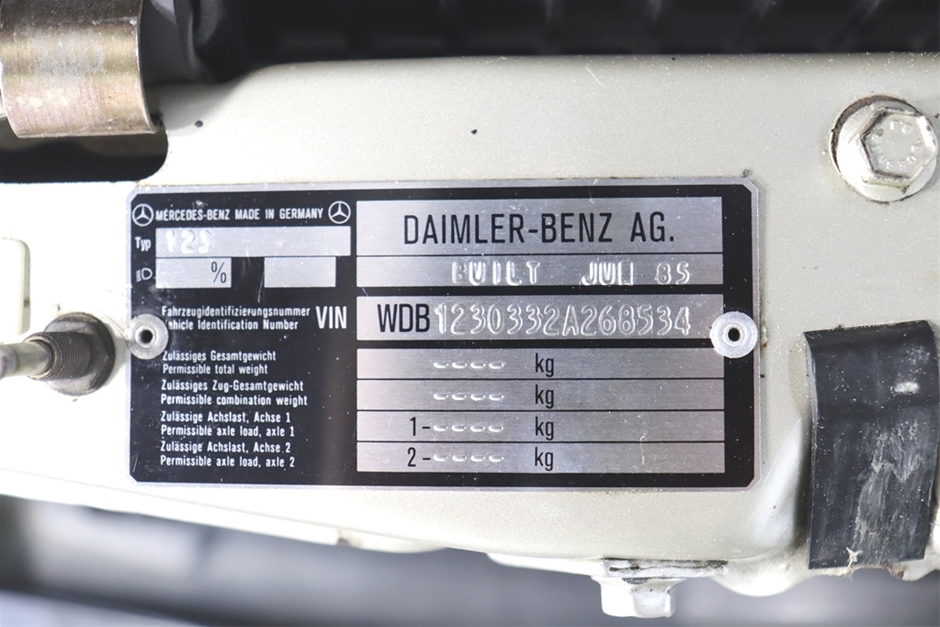 MERCEDES-BENZ MADE IN GERMANY
DAIMLER-BENZ AG.
Typ
%
BUILT JUN 85
Fahrzeugidentifizierungsnummer
Vehicle Identification Number
VIN
WDB 1230332A268534
Zulässiges Gesamtgewicht
Permissible total weight
---- kg
Zulässiges Zug-Gesamtgewicht
Permissible combination weight
---- kg
Zulässige Achslast, Achse 1
Permissible axle load, axle 1
1 - ---- kg
Zulässige Achslast, Achse 2
Permissible axle load, axle 2
2 - ---- kg